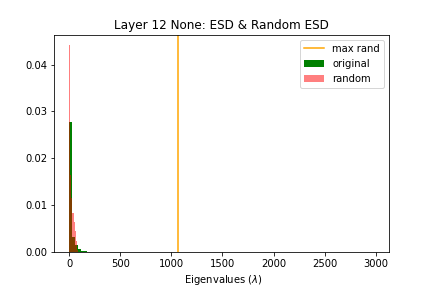 Layer 12 None: ESD & Random ESD
max rand
original
random
0.04
0.03
0.02
0.01
0.00
0 500 1000 1500 2000 2500 3000
Eigenvalues (λ)